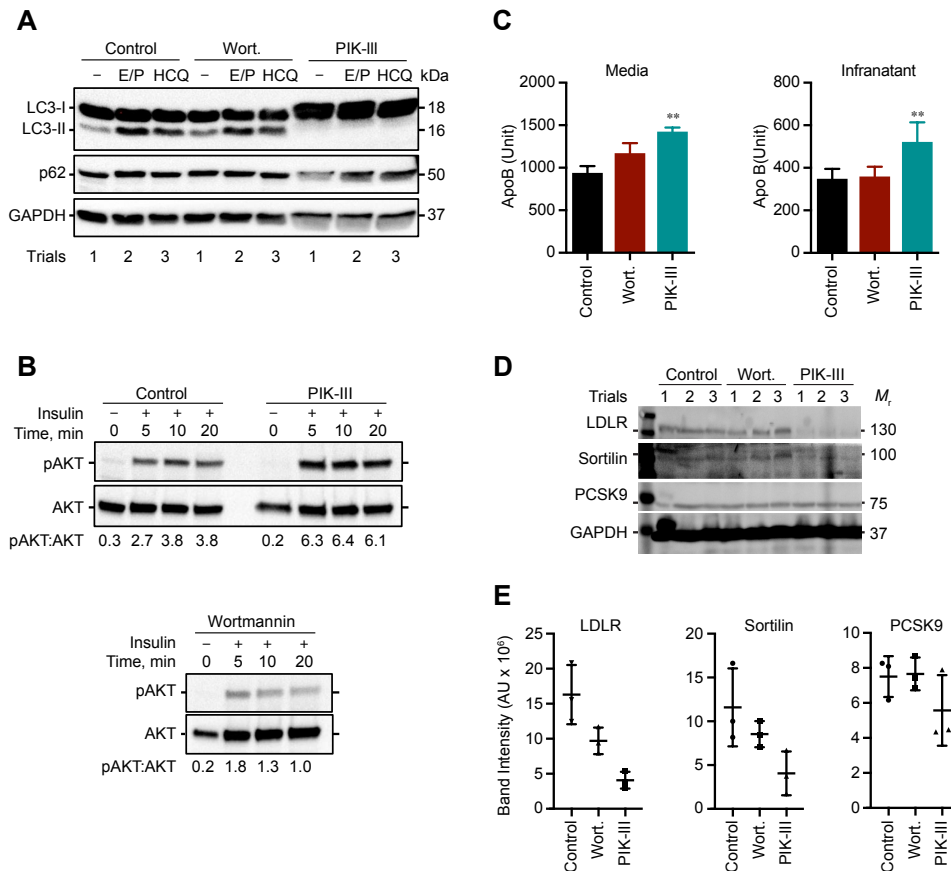 A
Control Wort. PIK-III
– E/P HCQ – E/P HCQ – E/P HCQ kDa
LC3-I 18
LC3-II 16
p62 50
GAPDH 37
Trials 1 2 3 1 2 3 1 2 3
B
Control PIK-III
Insulin – + + + – + + +
Time, min 0 5 10 20 0 5 10 20
pAKT
AKT
pAKT:AKT 0.3 2.7 3.8 3.8 0.2 6.3 6.4 6.1
Wortmannin
Insulin – + + +
Time, min 0 5 10 20
pAKT
AKT
pAKT:AKT 0.2 1.8 1.3 1.0
C
Media
ApoB (Unit)
2000
1500
1000
500
0
**
Control Wort. PIK-III
Infranatant
Apo B(Unit)
800
600
400
200
0
**
Control Wort. PIK-III
D
Control Wort. PIK-III
Trials 1 2 3 1 2 3 1 2 3 Mr
LDLR 130
Sortilin 100
PCSK9 75
GAPDH 37
E
LDLR
Band Intensity (AU x 10⁶)
25
20
15
10
5
0
Control Wort. PIK-III
Sortilin
20
15
10
5
0
Control Wort. PIK-III
PCSK9
10
8
6
4
2
0
Control Wort. PIK-III